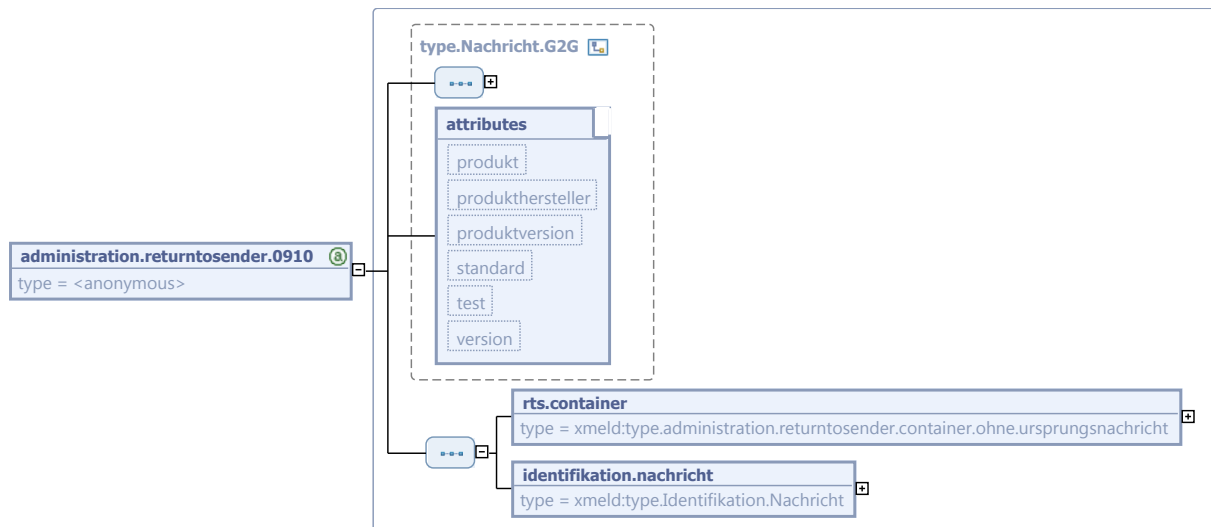 type.Nachricht.G2G
attributes
produkt
produkthersteller
produktversion
standard
test
version
administration.returntosender.0910 a
type = <anonymous>
rts.container
type = xmeld:type.administration.returntosender.container.ohne.ursprungsnachricht
identifikation.nachricht
type = xmeld:type.Identifikation.Nachricht